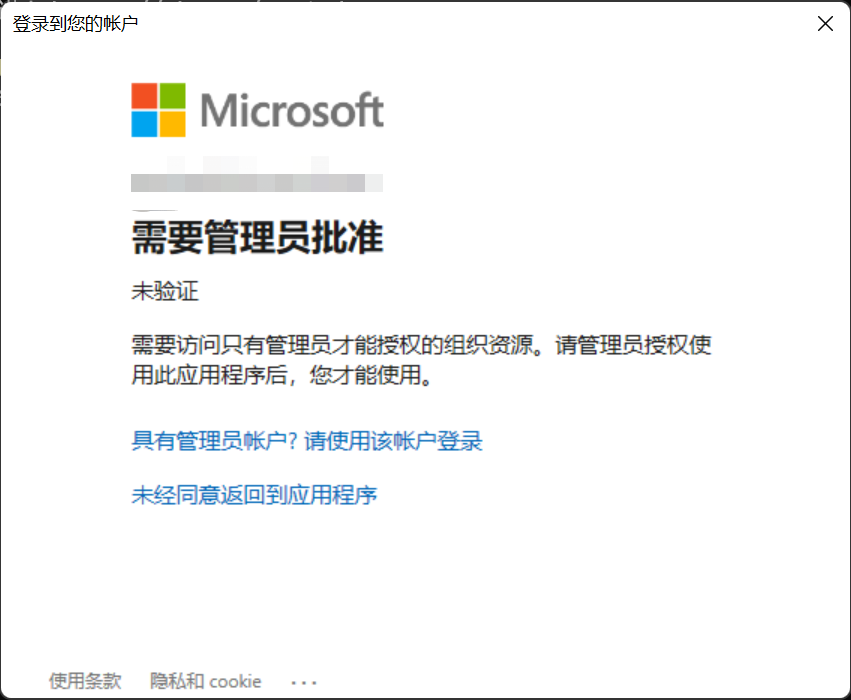 登录到您的帐户
Microsoft
需要管理员批准
未验证
需要访问只有管理员才能授权的组织资源。请管理员授权使
用此应用程序后，您才能使用。
具有管理员帐户? 请使用该帐户登录
未经同意返回到应用程序
使用条款 隐私和 cookie ...